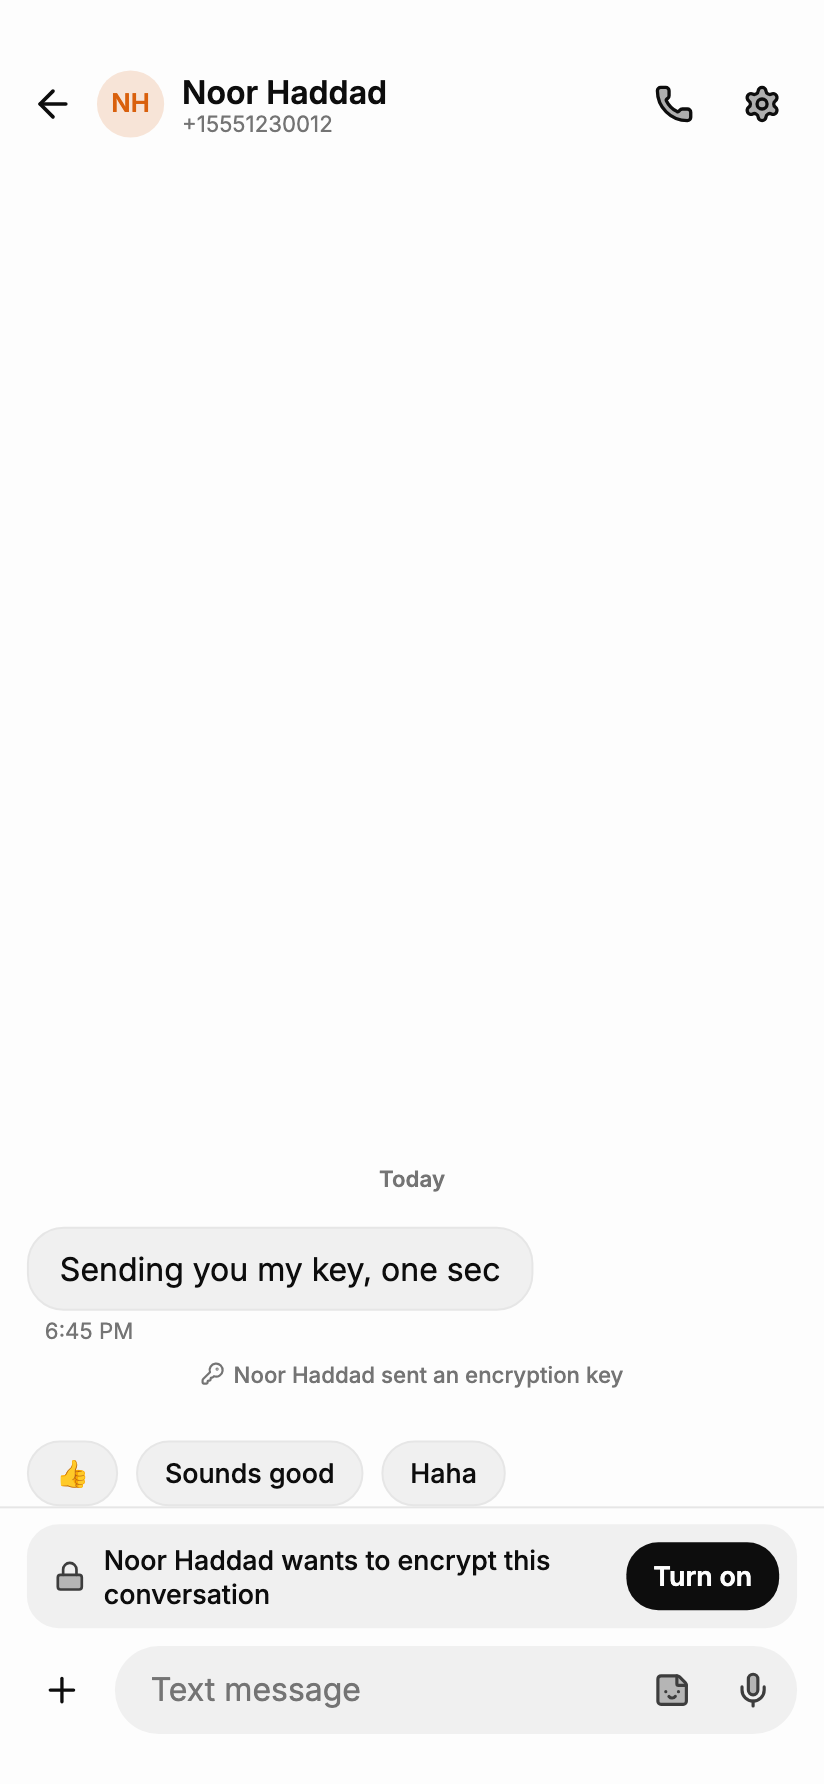 NH
Noor Haddad
+15551230012
Today
Sending you my key, one sec
6:45 PM
Noor Haddad sent an encryption key
👍
Sounds good
Haha
Noor Haddad wants to encrypt this
conversation
Turn on
Text message